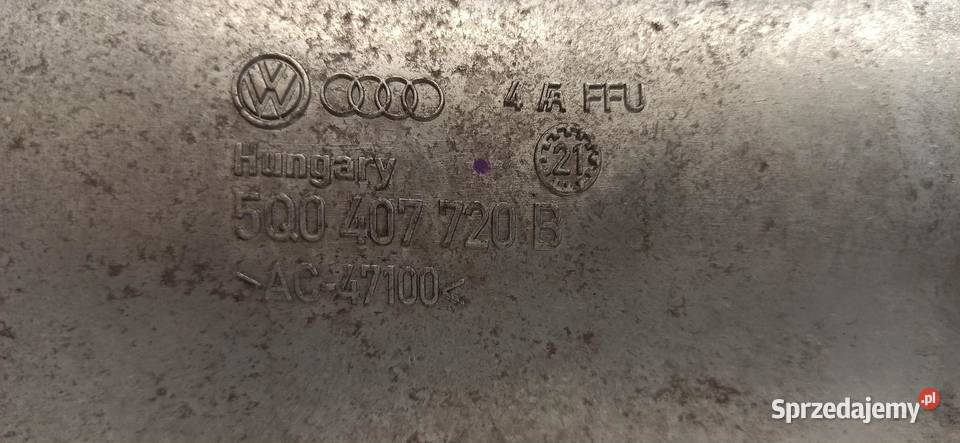 4 FFU
21
Hungary
5Q0 407 720 B
>AC-47100<
Sprzedajemy.pl